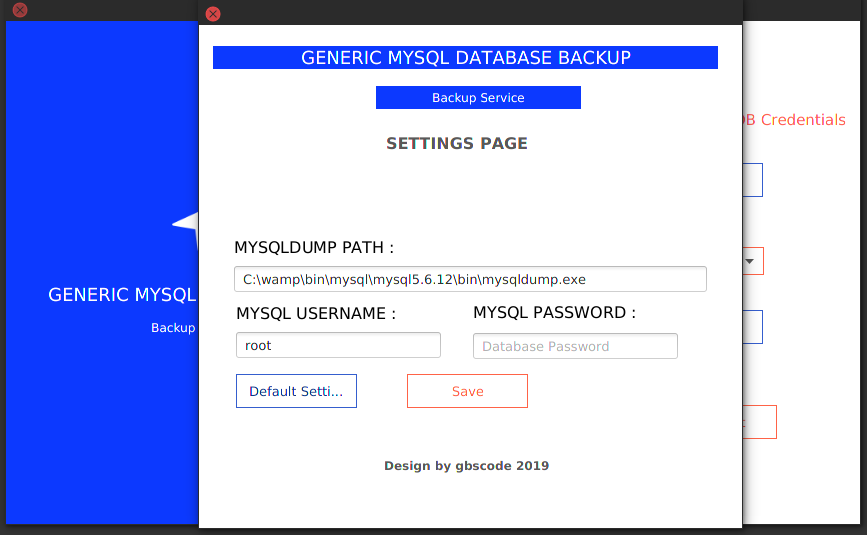 GENERIC MYSQL DATABASE BACKUP
Backup Service
SETTINGS PAGE
MYSQLDUMP PATH :
C:\wamp\bin\mysql\mysql5.6.12\bin\mysqldump.exe
MYSQL USERNAME :
MYSQL PASSWORD :
root
Database Password
Default Setti...
Save
Design by gbscode 2019
GENERIC MYSQL
Backup
DB Credentials